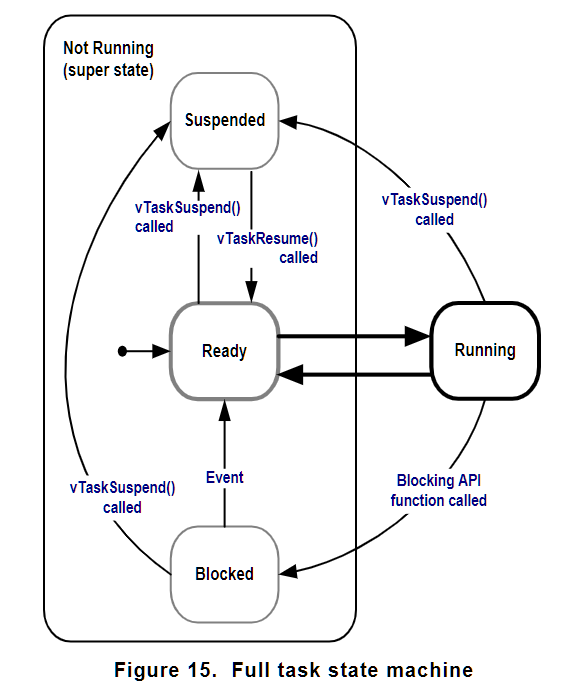 Not Running
(super state)
Suspended
vTaskSuspend()
called
vTaskSuspend()
called
vTaskResume()
called
Ready
Running
Event
vTaskSuspend()
called
Blocking API
function called
Blocked
Figure 15. Full task state machine